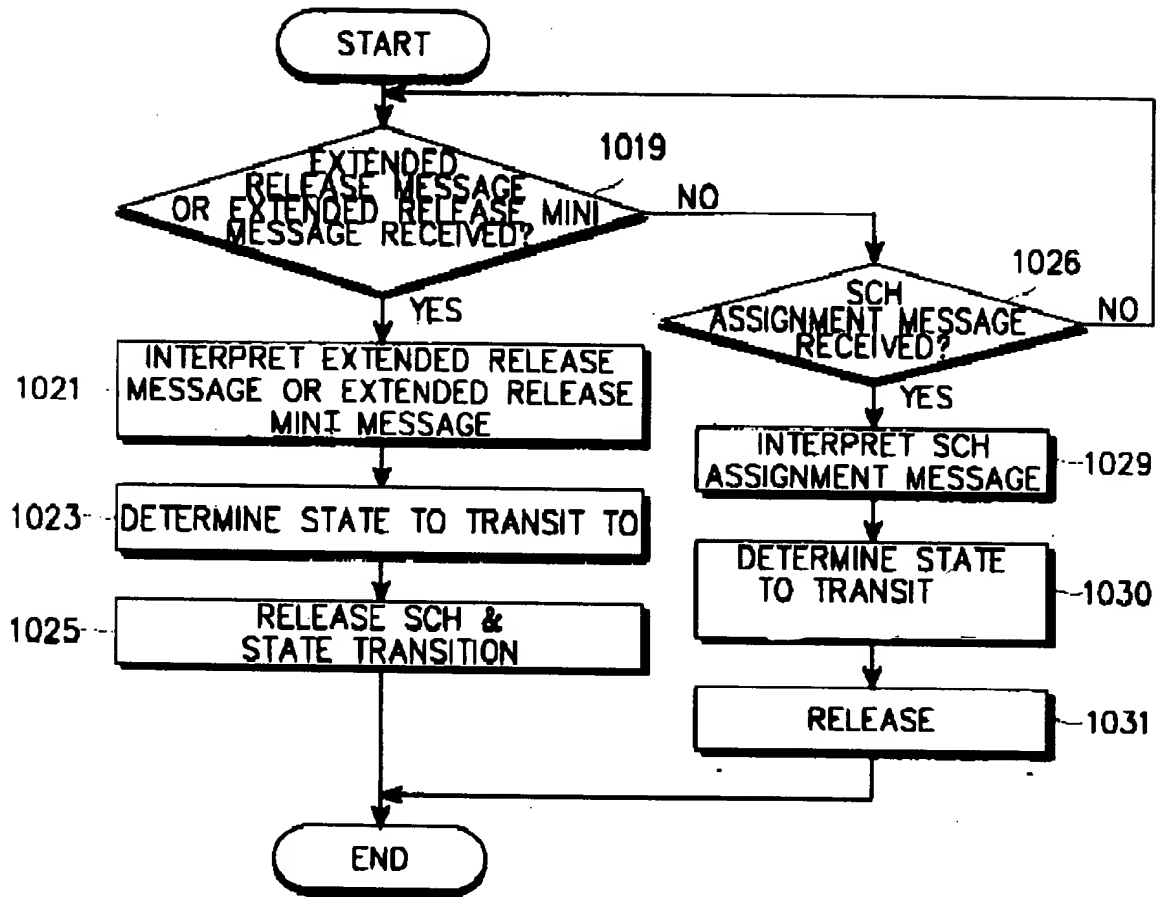 START
EXTENDED
RELEASE MESSAGE
OR EXTENDED RELEASE MINI
MESSAGE RECEIVED?
1019
NO
YES
SCH
ASSIGNMENT MESSAGE
RECEIVED?
1026
NO
YES
INTERPRET EXTENDED RELEASE
MESSAGE OR EXTENDED RELEASE
MINI MESSAGE
1021
INTERPRET SCH
ASSIGNMENT MESSAGE
1029
1023
DETERMINE STATE TO TRANSIT TO
DETERMINE STATE
TO TRANSIT
1030
1025
RELEASE SCH &
STATE TRANSITION
RELEASE
1031
END